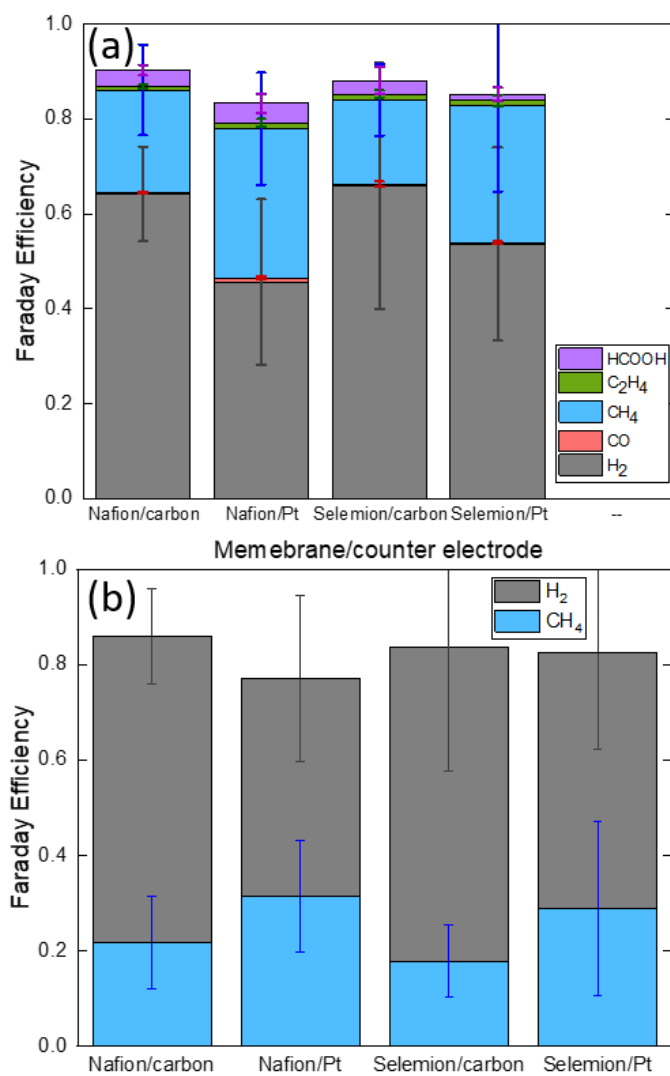 (a)
Faraday Efficiency
1.0
0.8
0.6
0.4
0.2
0.0
HCOOH
C₂H₄
CH₄
CO
H₂
Nafion/carbon Nafion/Pt Selemion/carbon Selemion/Pt --
Memebrane/counter electrode
(b)
Faraday Efficiency
1.0
0.8
0.6
0.4
0.2
0.0
H₂
CH₄
Nafion/carbon Nafion/Pt Selemion/carbon Selemion/Pt